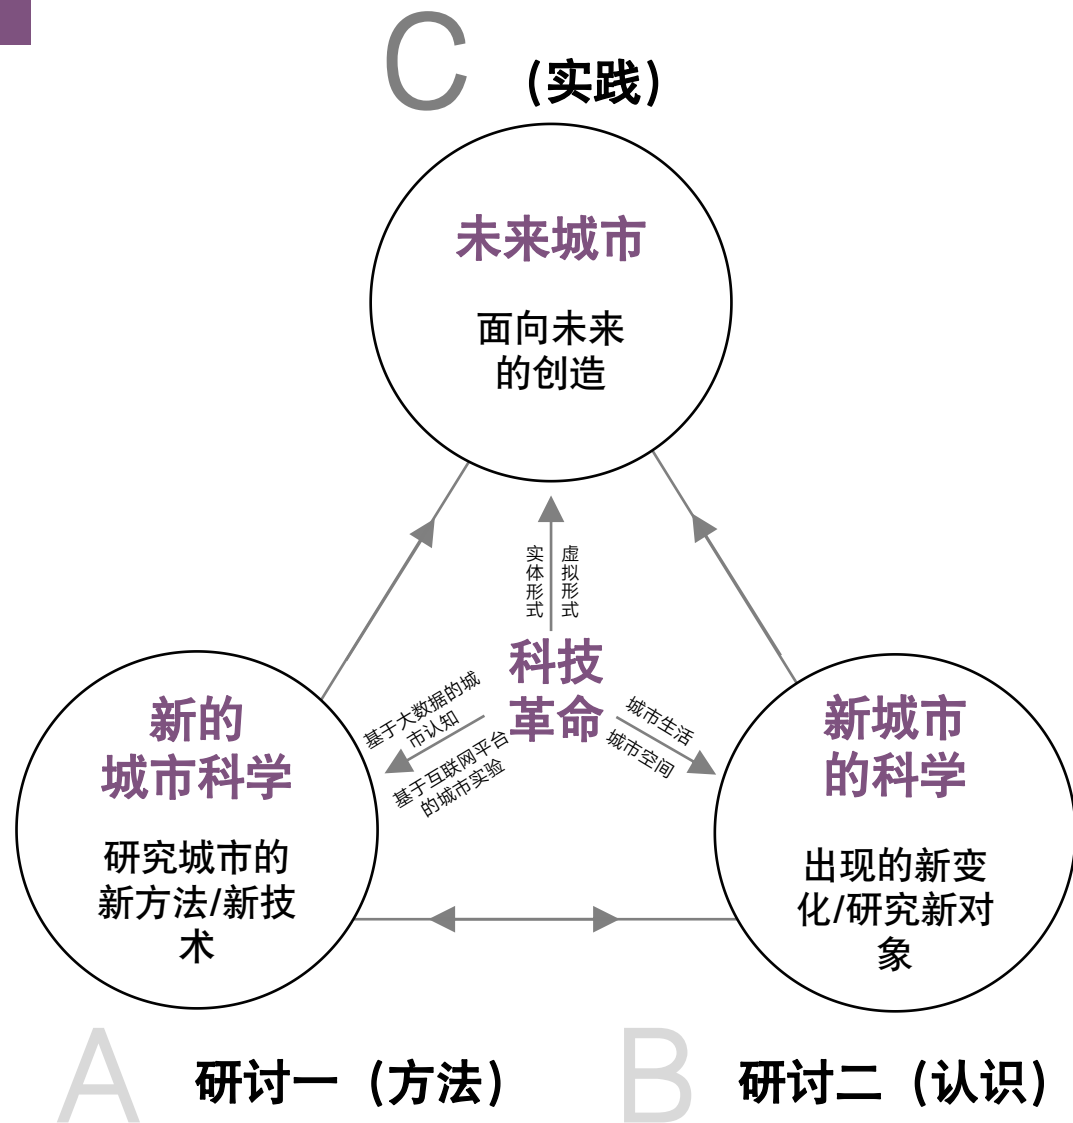 C （实践）
未来城市
面向未来
的创造
实体形式
虚拟形式
科技
革命
基于大数据的城
市认知
基于互联网平台
的城市实验
城市生活
城市空间
新的
城市科学
研究城市的
新方法/新技
术
新城市
的科学
出现的新变
化/研究新对
象
A 研讨一（方法）
B 研讨二（认识）